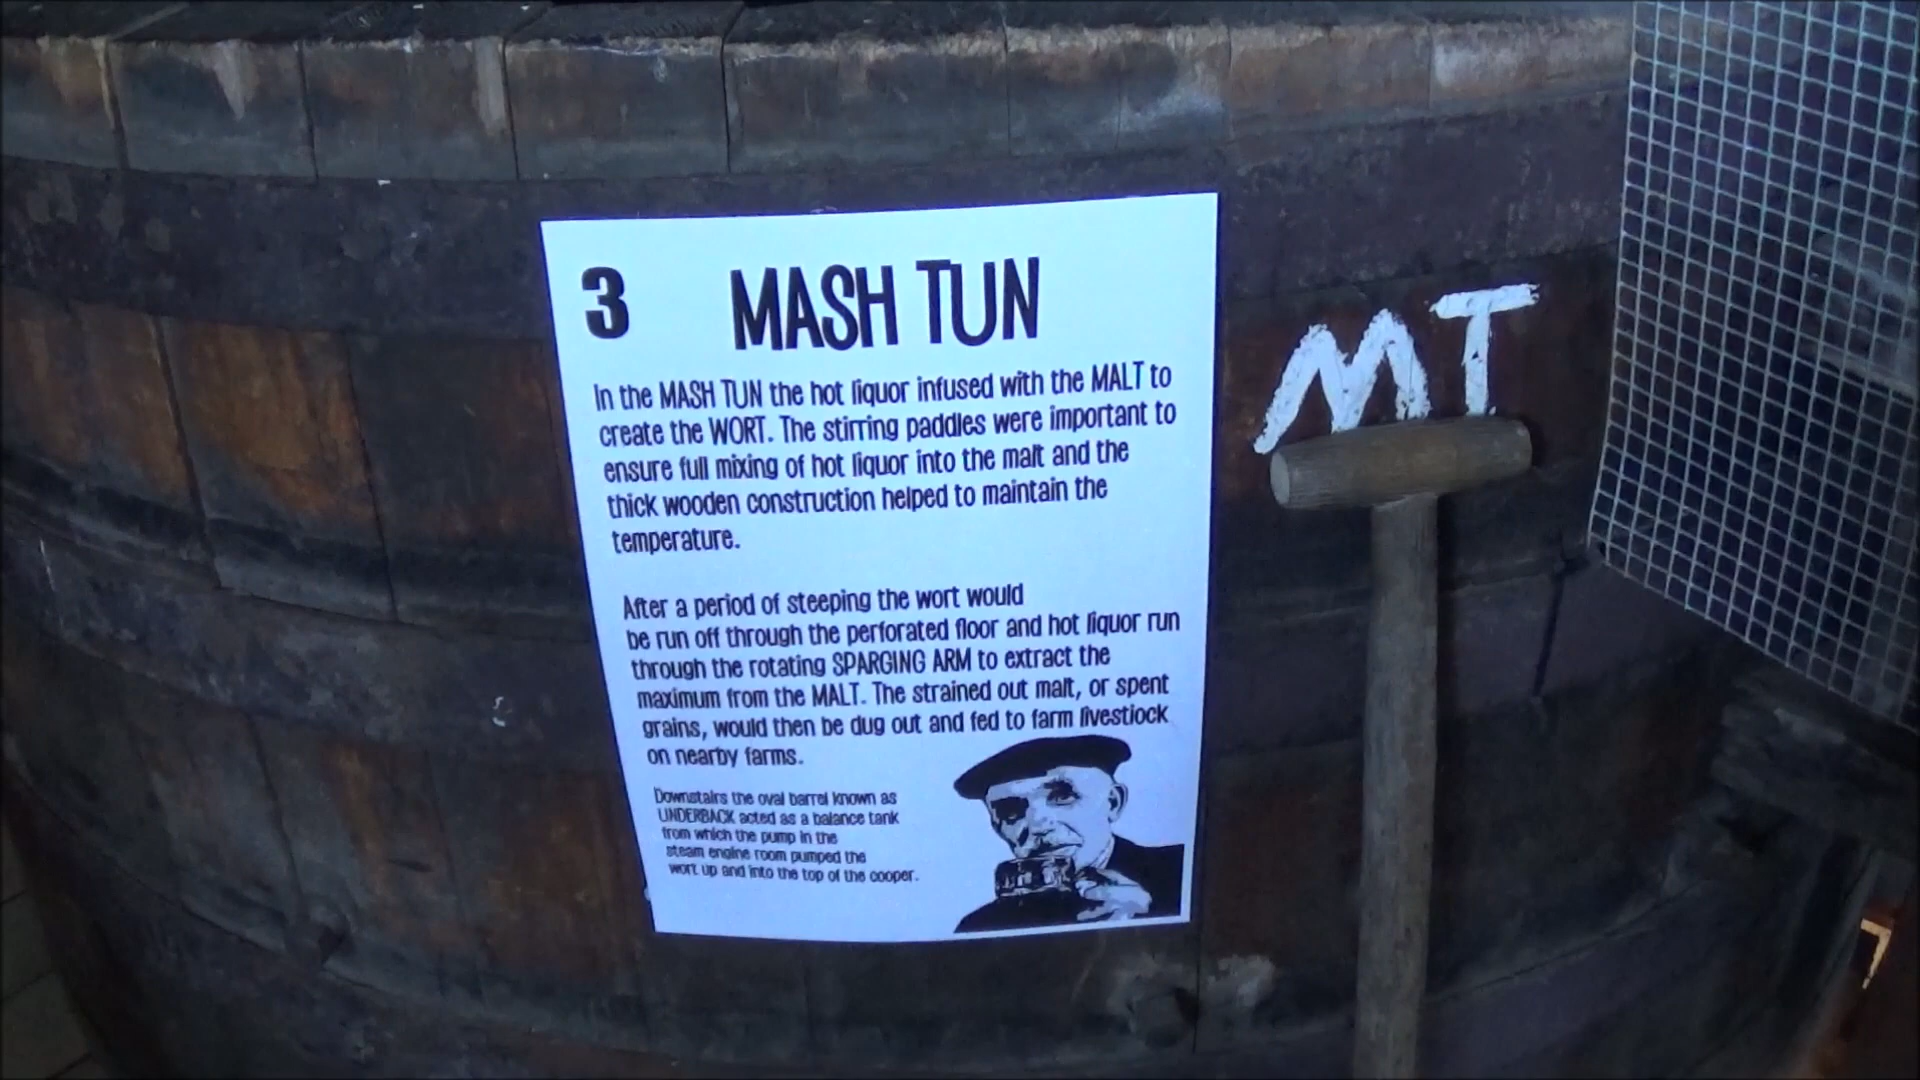 3 MASH TUN
MT
In the MASH TUN the hot liquor infused with the MALT to
create the WORT. The stirring paddles were important to
ensure full mixing of hot liquor into the malt and the
thick wooden construction helped to maintain the
temperature.
After a period of steeping the wort would
be run off through the perforated floor and hot liquor run
through the rotating SPARGING ARM to extract the
maximum from the MALT. The strained out malt, or spent
grains, would then be dug out and fed to farm livestiock
on nearby farms.
Downstairs the oval barrel known as
UNDERBACK acted as a balance tank
from which the pump in the
steam engine room pumped the
wort up and into the top of the cooper.